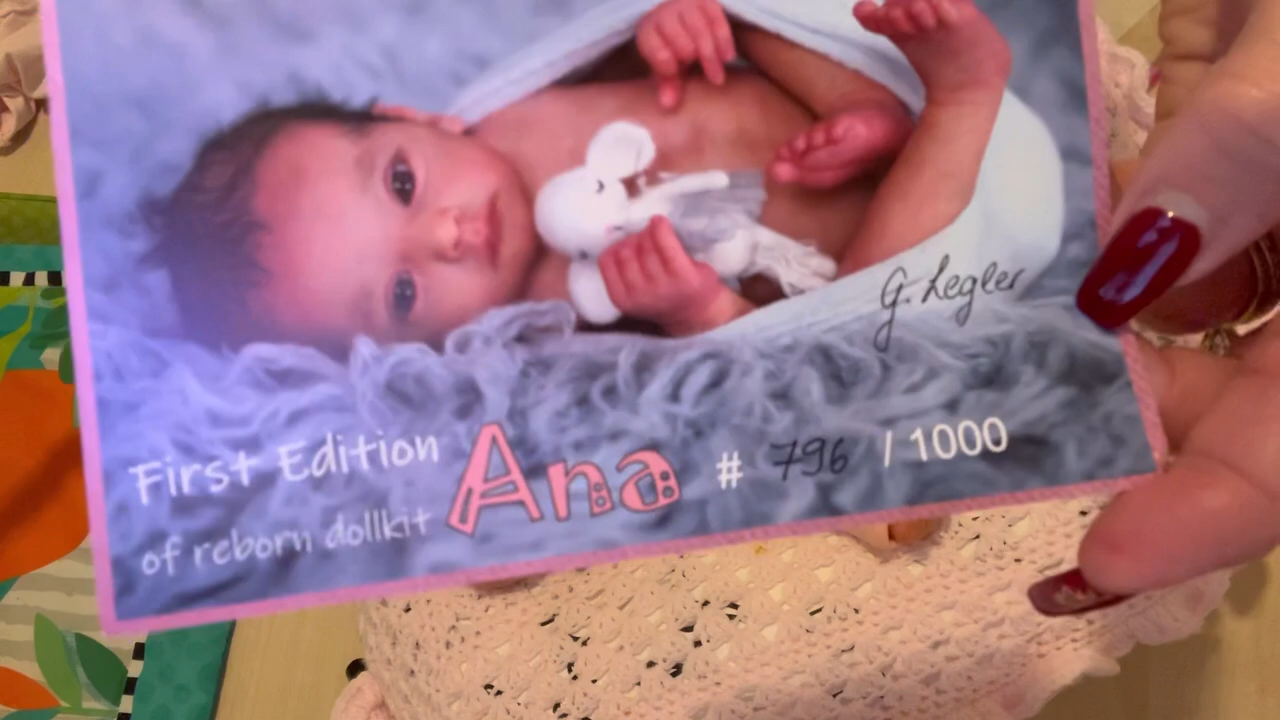 G. Legler
First Edition Ana # 796 / 1000
of reborn dollkit